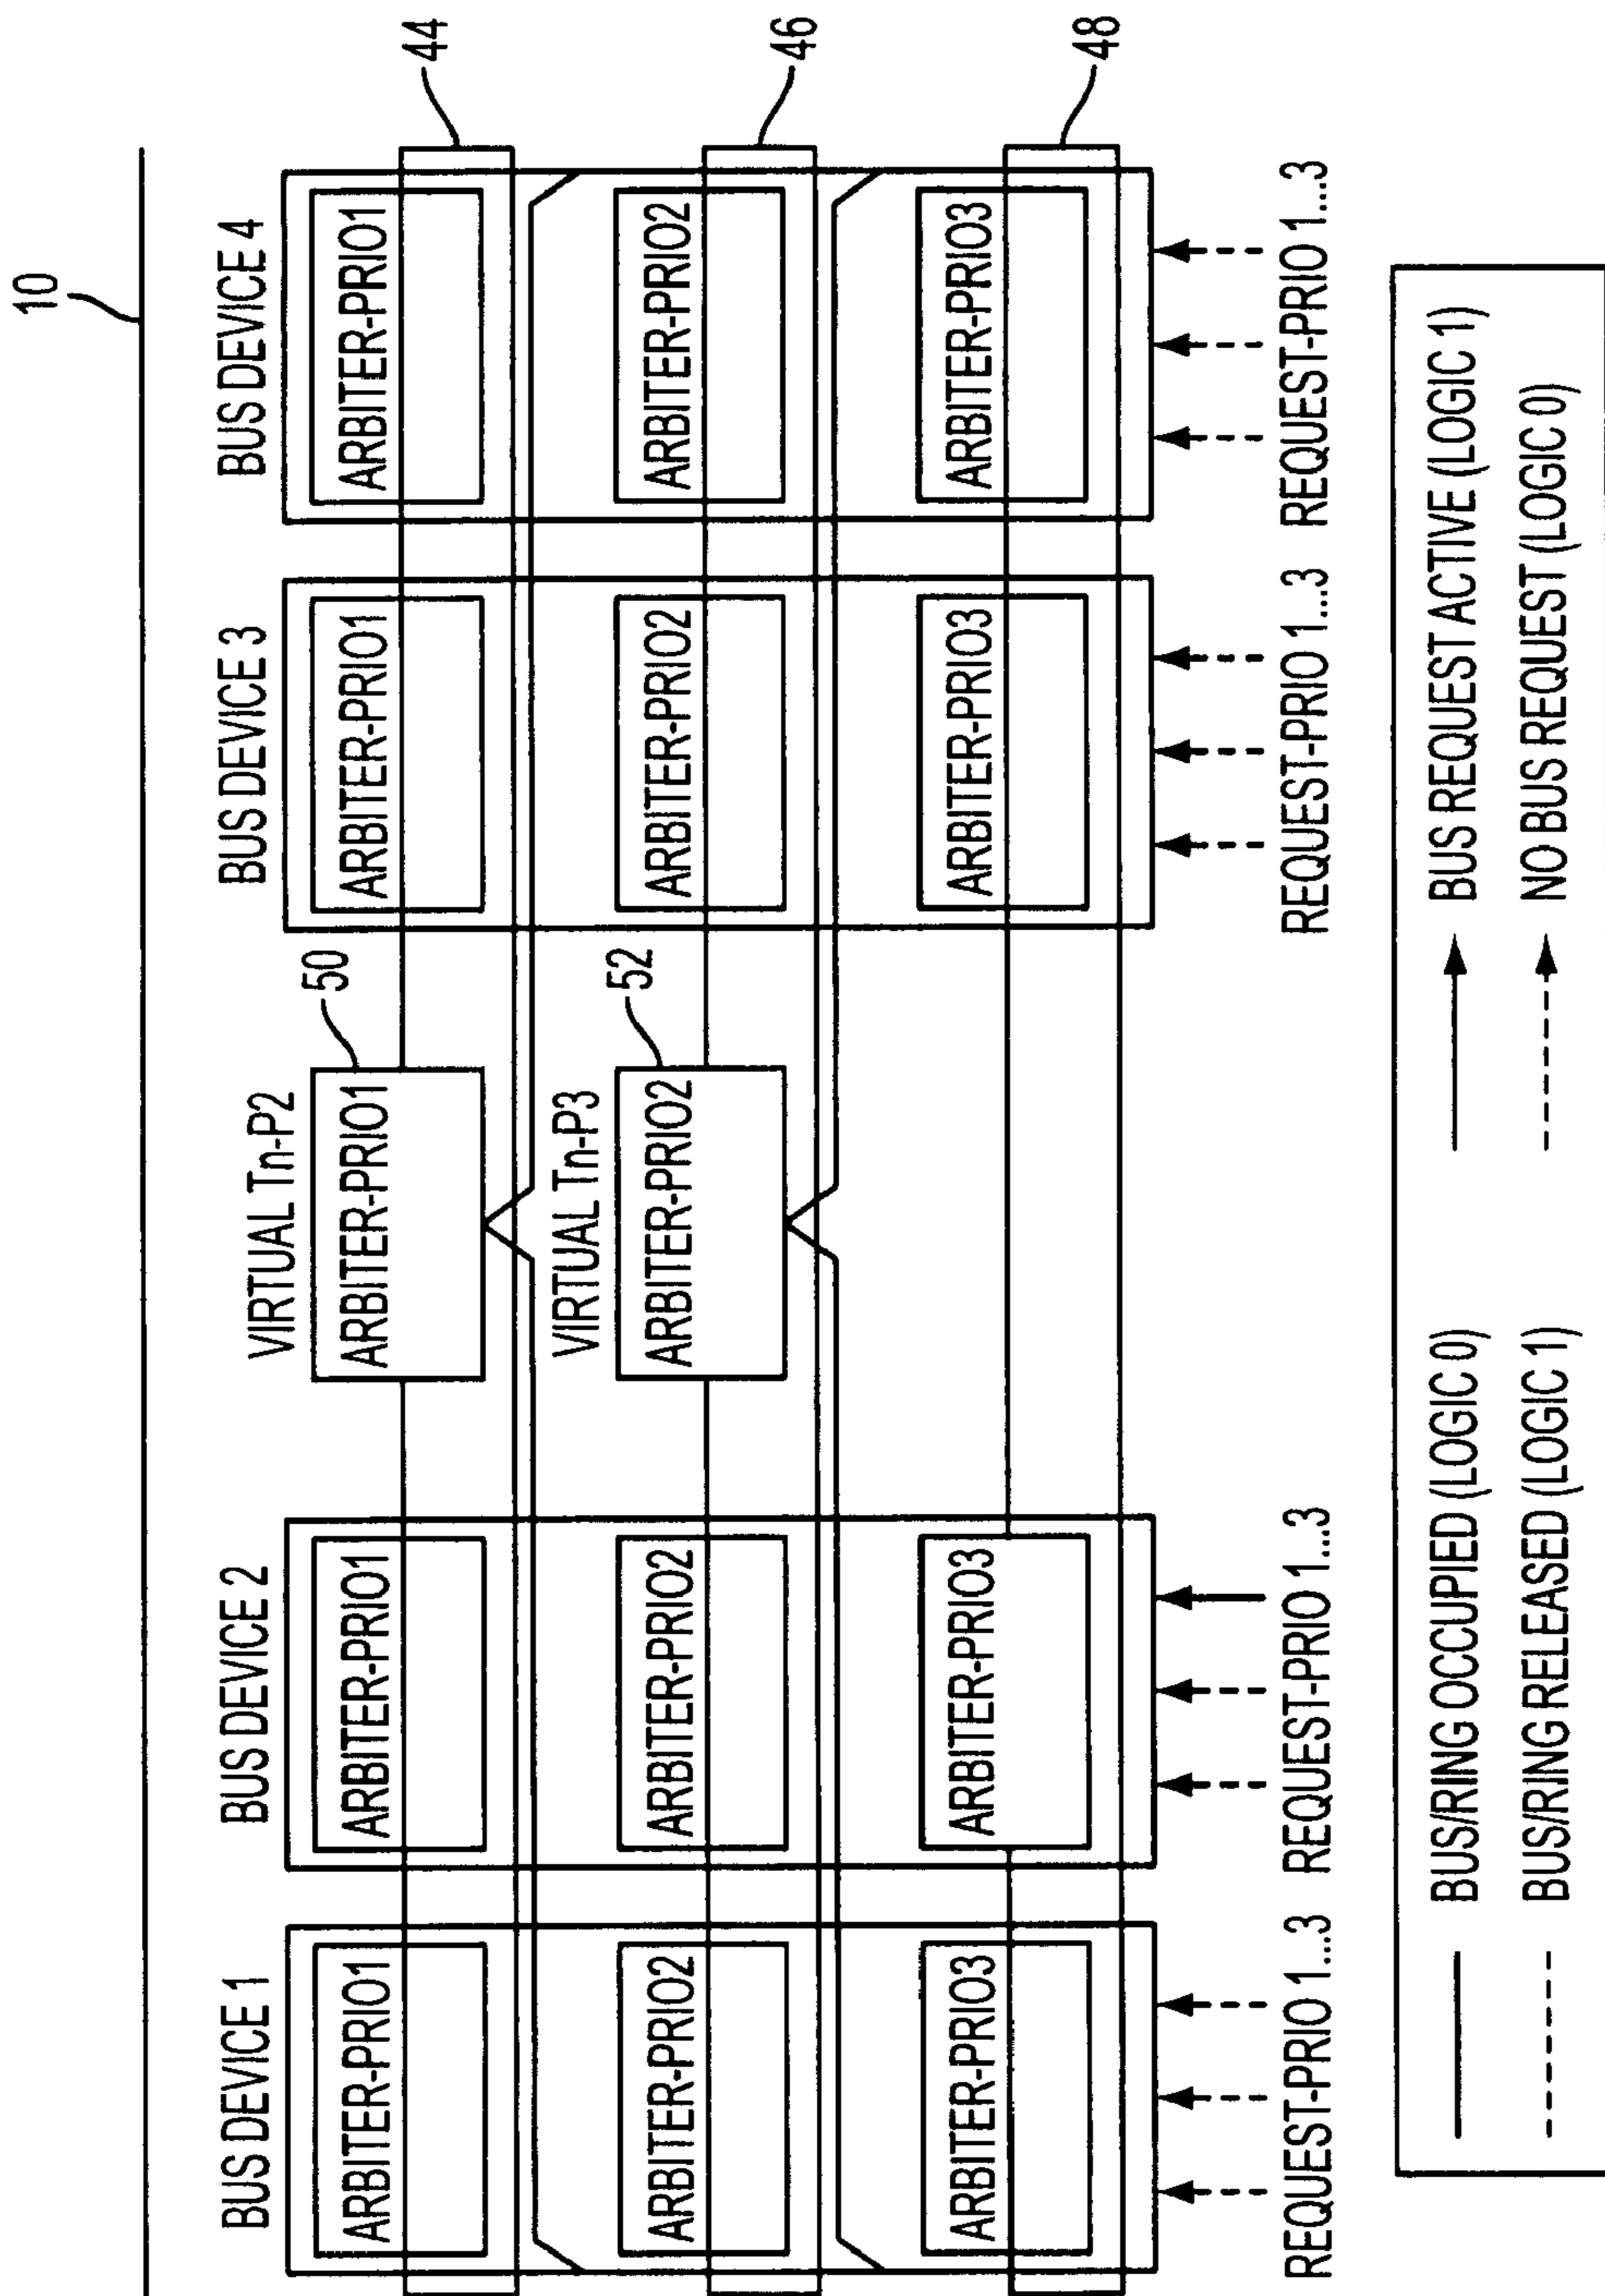 10
BUS DEVICE 1
BUS DEVICE 2
BUS DEVICE 3
BUS DEVICE 4
VIRTUAL Tn-P2
50
44
ARBITER-PRIO1
ARBITER-PRIO1
ARBITER-PRIO1
ARBITER-PRIO1
ARBITER-PRIO1
VIRTUAL Tn-P3
52
46
ARBITER-PRIO2
ARBITER-PRIO2
ARBITER-PRIO2
ARBITER-PRIO2
ARBITER-PRIO2
48
ARBITER-PRIO3
ARBITER-PRIO3
ARBITER-PRIO3
ARBITER-PRIO3
REQUEST-PRIO 1...3
REQUEST-PRIO 1...3
REQUEST-PRIO 1...3
REQUEST-PRIO 1...3
BUS/RING OCCUPIED (LOGIC 0)
BUS REQUEST ACTIVE (LOGIC 1)
BUS/RING RELEASED (LOGIC 1)
NO BUS REQUEST (LOGIC 0)